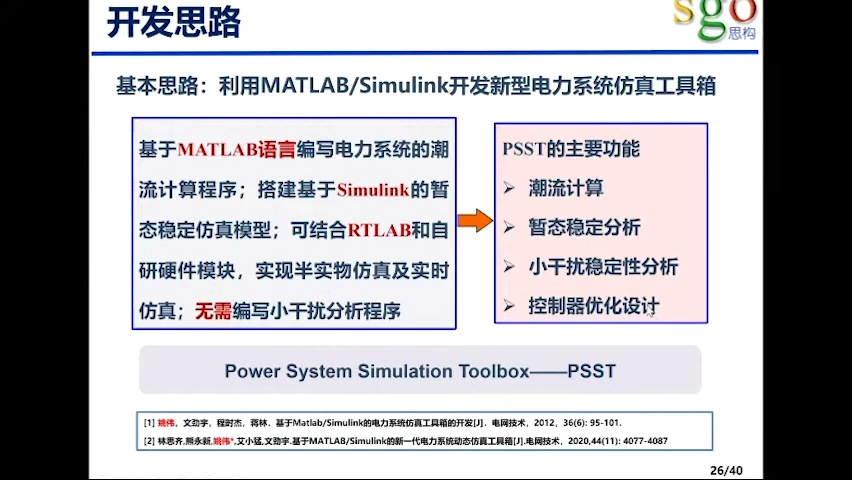 开发思路
sgo
思构
基本思路：利用MATLAB/Simulink开发新型电力系统仿真工具箱
基于MATLAB语言编写电力系统的潮
流计算程序；搭建基于Simulink的暂
态稳定仿真模型；可结合RTLAB和自
研硬件模块，实现半实物仿真及实时
仿真；无需编写小干扰分析程序
PSST的主要功能
➢ 潮流计算
➢ 暂态稳定分析
➢ 小干扰稳定性分析
➢ 控制器优化设计
Power System Simulation Toolbox——PSST
[1] 姚伟，文劲宇，程时杰，蒋林．基于Matlab/Simulink的电力系统仿真工具箱的开发[J]．电网技术，2012，36(6): 95-101.
[2] 林思齐,熊永新,姚伟*,艾小猛,文劲宇.基于MATLAB/Simulink的新一代电力系统动态仿真工具箱[J].电网技术，2020,44(11): 4077-4087
26/40